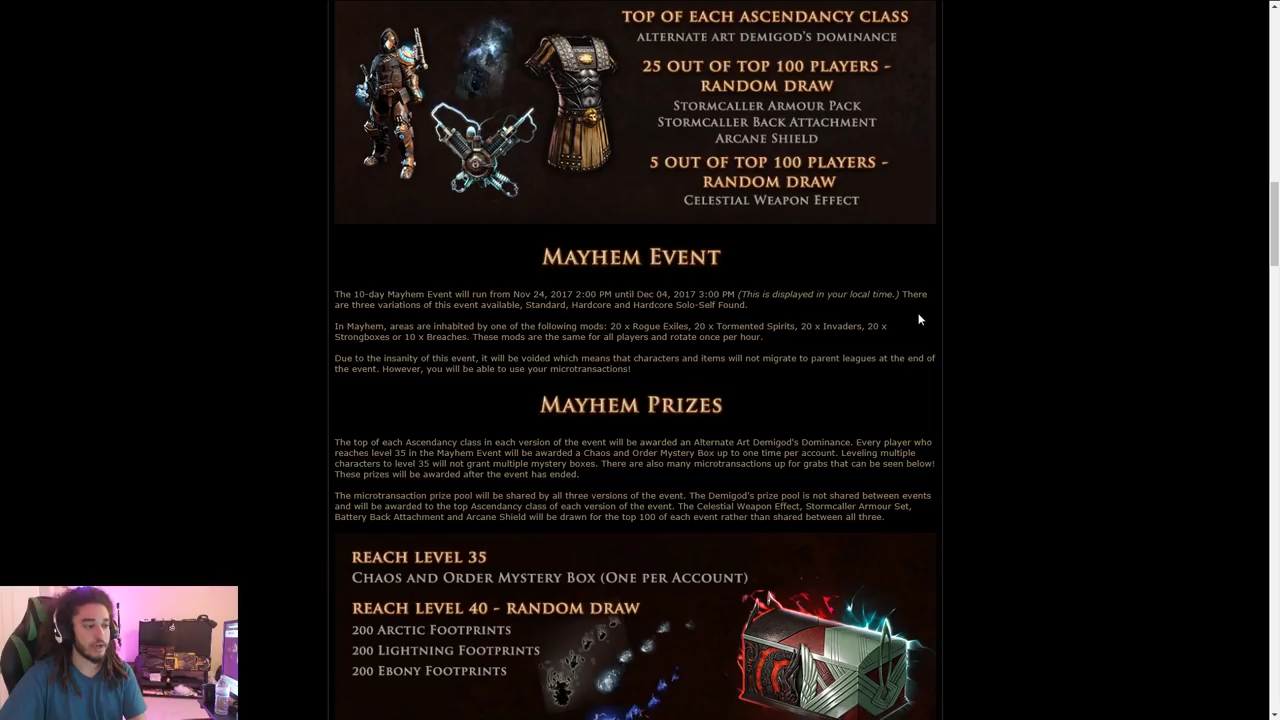 TOP OF EACH ASCENDANCY CLASS
ALTERNATE ART DEMIGOD'S DOMINANCE
25 OUT OF TOP 100 PLAYERS -
RANDOM DRAW
STORMCALLER ARMOUR PACK
STORMCALLER BACK ATTACHMENT
ARCANE SHIELD
5 OUT OF TOP 100 PLAYERS -
RANDOM DRAW
CELESTIAL WEAPON EFFECT
MAYHEM EVENT
The 10-day Mayhem Event will run from Nov 24, 2017 2:00 PM until Dec 04, 2017 3:00 PM (This is displayed in your local time.) There
are three variations of this event available, Standard, Hardcore and Hardcore Solo-Self Found.
In Mayhem, areas are inhabited by one of the following mods: 20 x Rogue Exiles, 20 x Tormented Spirits, 20 x Invaders, 20 x
Strongboxes or 10 x Breaches. These mods are the same for all players and rotate once per hour.
Due to the insanity of this event, it will be voided which means that characters and items will not migrate to parent leagues at the end of
the event. However, you will be able to use your microtransactions!
MAYHEM PRIZES
The top of each Ascendancy class in each version of the event will be awarded an Alternate Art Demigod's Dominance. Every player who
reaches level 35 in the Mayhem Event will be awarded a Chaos and Order Mystery Box up to one time per account. Leveling multiple
characters to level 35 will not grant multiple mystery boxes. There are also many microtransactions up for grabs that can be seen below!
These prizes will be awarded after the event has ended.
The microtransaction prize pool will be shared by all three versions of the event. The Demigod's prize pool is not shared between events
and will be awarded to the top Ascendancy class of each version of the event. The Celestial Weapon Effect, Stormcaller Armour Set,
Battery Back Attachment and Arcane Shield will be drawn for the top 100 of each event rather than shared between all three.
REACH LEVEL 35
CHAOS AND ORDER MYSTERY BOX (ONE PER ACCOUNT)
REACH LEVEL 40 - RANDOM DRAW
200 ARCTIC FOOTPRINTS
200 LIGHTNING FOOTPRINTS
200 EBONY FOOTPRINTS